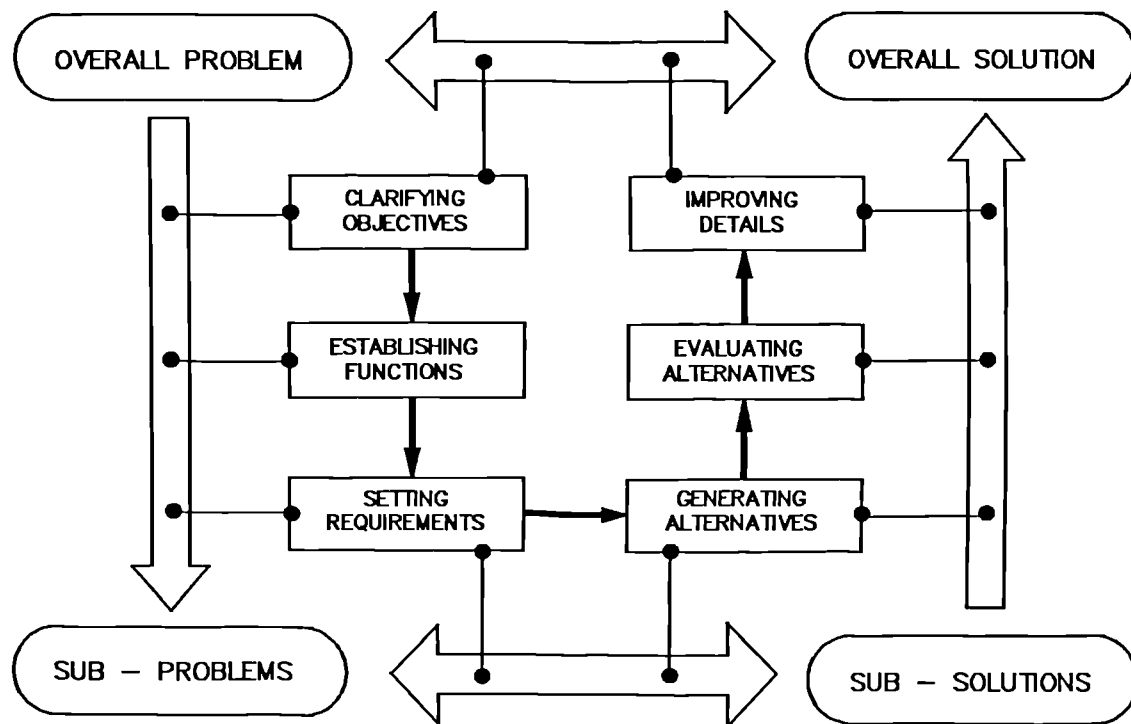 OVERALL PROBLEM
OVERALL SOLUTION
CLARIFYING
OBJECTIVES
IMPROVING
DETAILS
ESTABLISHING
FUNCTIONS
EVALUATING
ALTERNATIVES
SETTING
REQUIREMENTS
GENERATING
ALTERNATIVES
SUB – PROBLEMS
SUB – SOLUTIONS